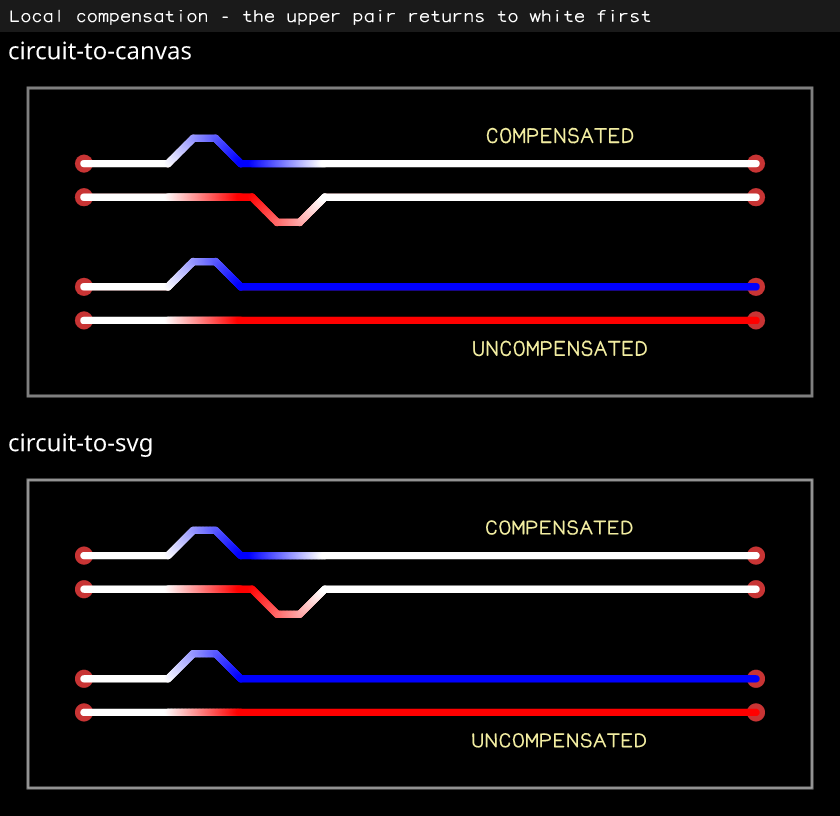 Local compensation - the upper pair returns to white first
circuit-to-canvas
COMPENSATED
UNCOMPENSATED
circuit-to-svg
COMPENSATED
UNCOMPENSATED